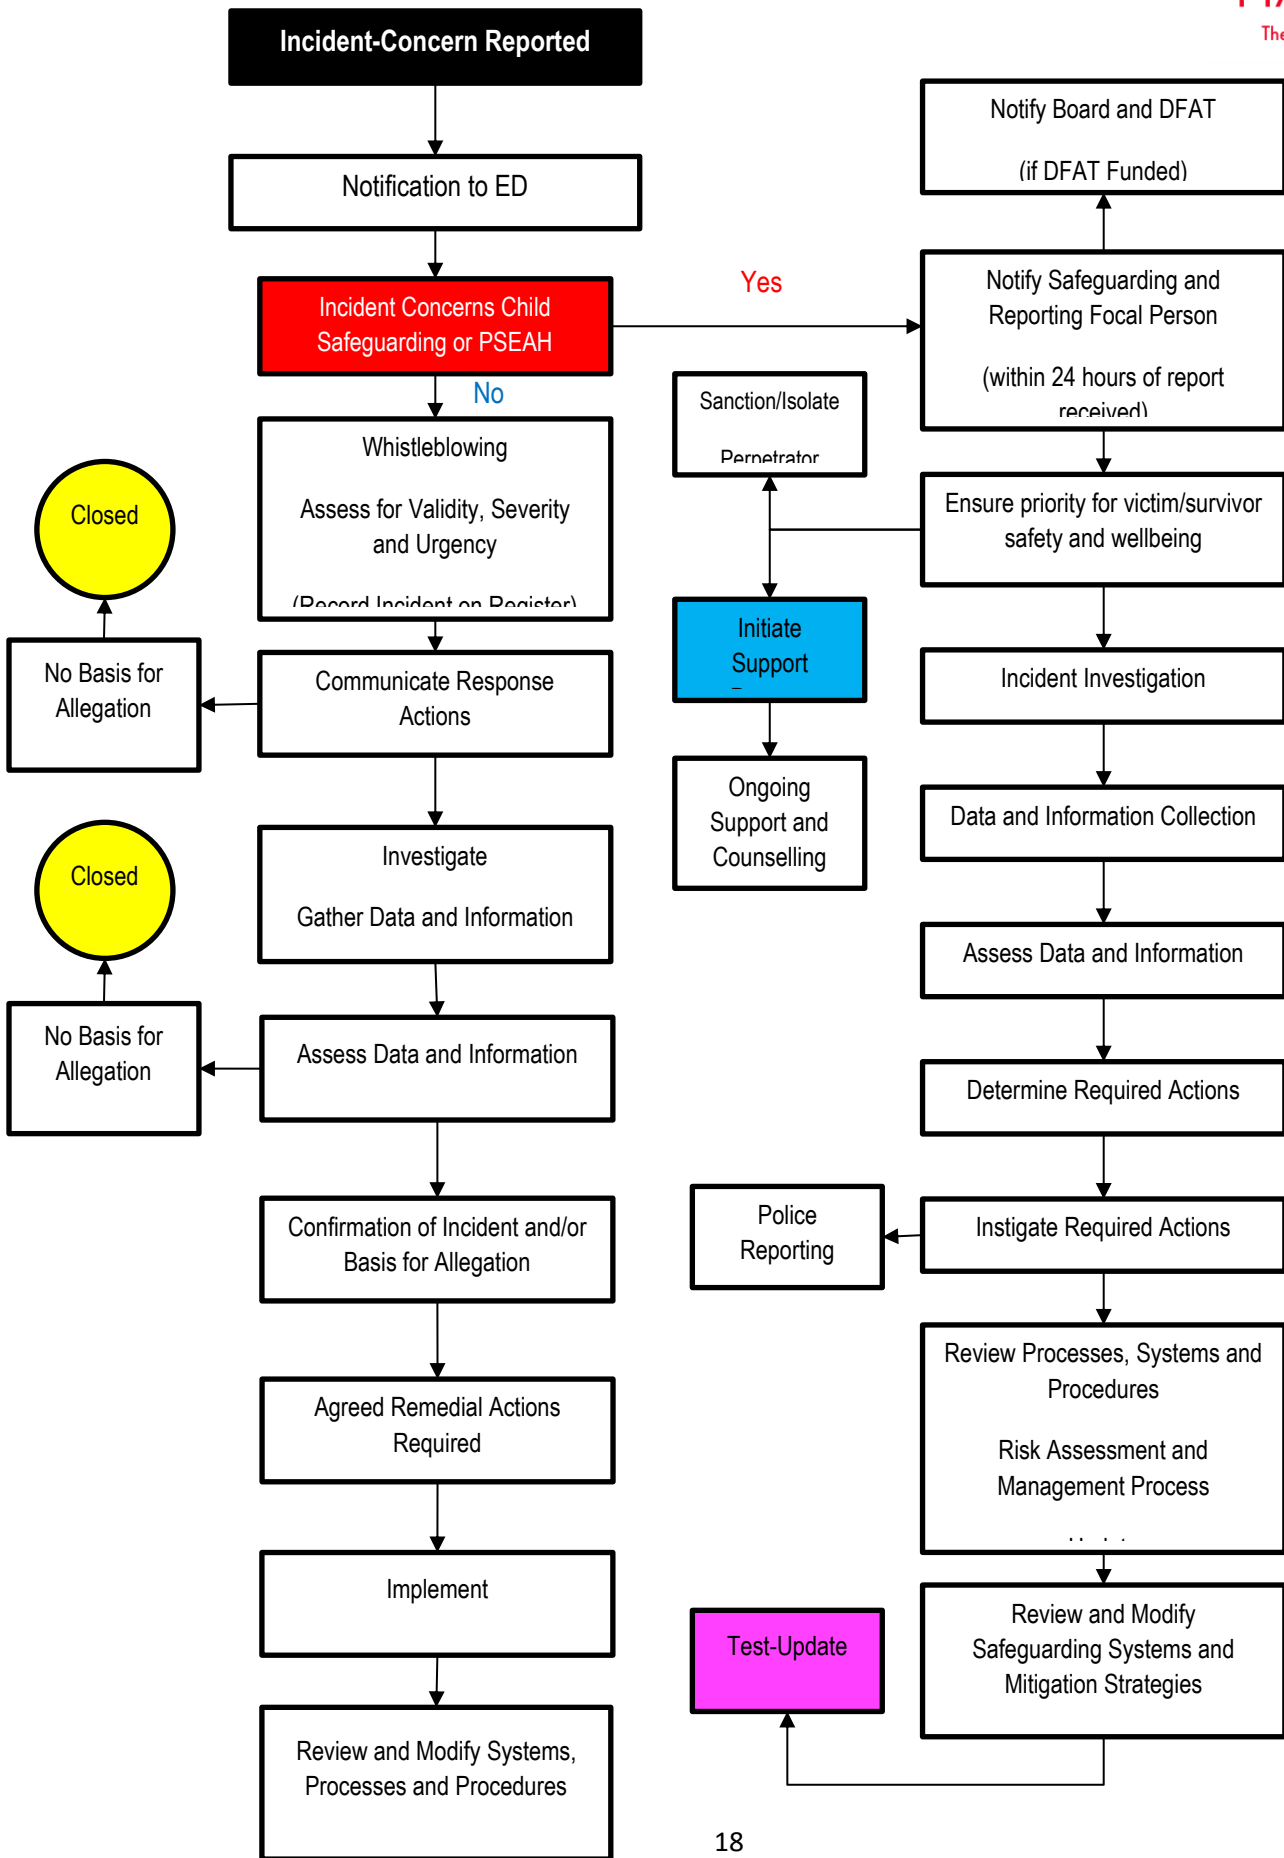 The
Incident-Concern Reported
Notification to ED
Incident Concerns Child
Safeguarding or PSEAH
Yes
No
Whistleblowing
Assess for Validity, Severity
and Urgency
(Record Incident on Register)
Closed
No Basis for
Allegation
Communicate Response
Actions
Investigate
Gather Data and Information
Closed
No Basis for
Allegation
Assess Data and Information
Confirmation of Incident and/or
Basis for Allegation
Agreed Remedial Actions
Required
Implement
Review and Modify Systems,
Processes and Procedures
Notify Board and DFAT
(if DFAT Funded)
Notify Safeguarding and
Reporting Focal Person
(within 24 hours of report
received)
Sanction/Isolate
Perpetrator
Ensure priority for victim/survivor
safety and wellbeing
Initiate
Support
Ongoing
Support and
Counselling
Incident Investigation
Data and Information Collection
Assess Data and Information
Determine Required Actions
Instigate Required Actions
Police
Reporting
Review Processes, Systems and
Procedures
Risk Assessment and
Management Process
Review and Modify
Safeguarding Systems and
Mitigation Strategies
Test-Update
18